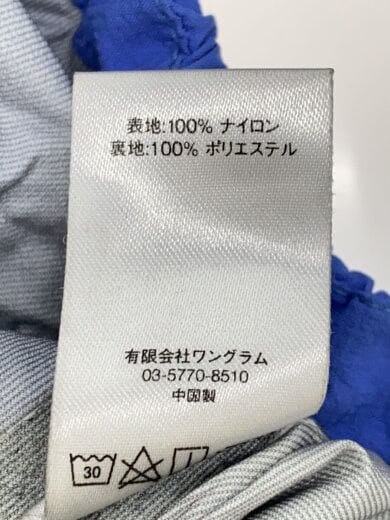 表地:100% ナイロン
裏地:100% ポリエステル
有限会社ワングラム
03-5770-8510
中国製
30